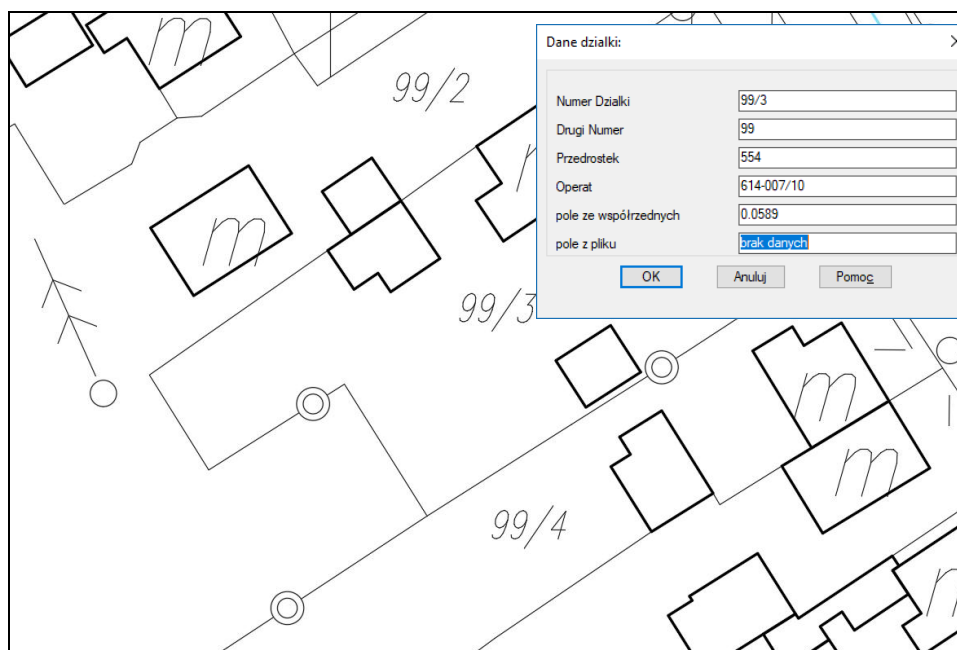 99/2
m
m
m
99/3
99/4
m
m
m
Dane dzialki:
Numer Dzialki 99/3
Drugi Numer 99
Przedrostek 554
Operat 614-007/10
pole ze współrzednych 0.0589
pole z pliku brak danych
OK Anuluj Pomoc